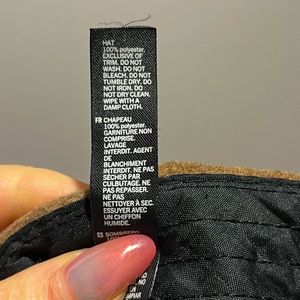 HAT
100% polyester.
EXCLUSIVE OF
TRIM. DO NOT
WASH. DO NOT
BLEACH. DO NOT
TUMBLE DRY. DO
NOT IRON. DO
NOT DRY CLEAN.
WIPE WITH A
DAMP CLOTH.
FR CHAPEAU
100% polyester.
GARNITURE NON
COMPRISE.
LAVAGE
INTERDIT. AGENT
DE
BLANCHIMENT
INTERDIT. NE PAS
SÉCHER PAR
CULBUTAGE. NE
PAS REPASSER.
NE PAS
NETTOYER À SEC.
ESSUYER AVEC
UN CHIFFON
HUMIDE.
ES SOMBRERO